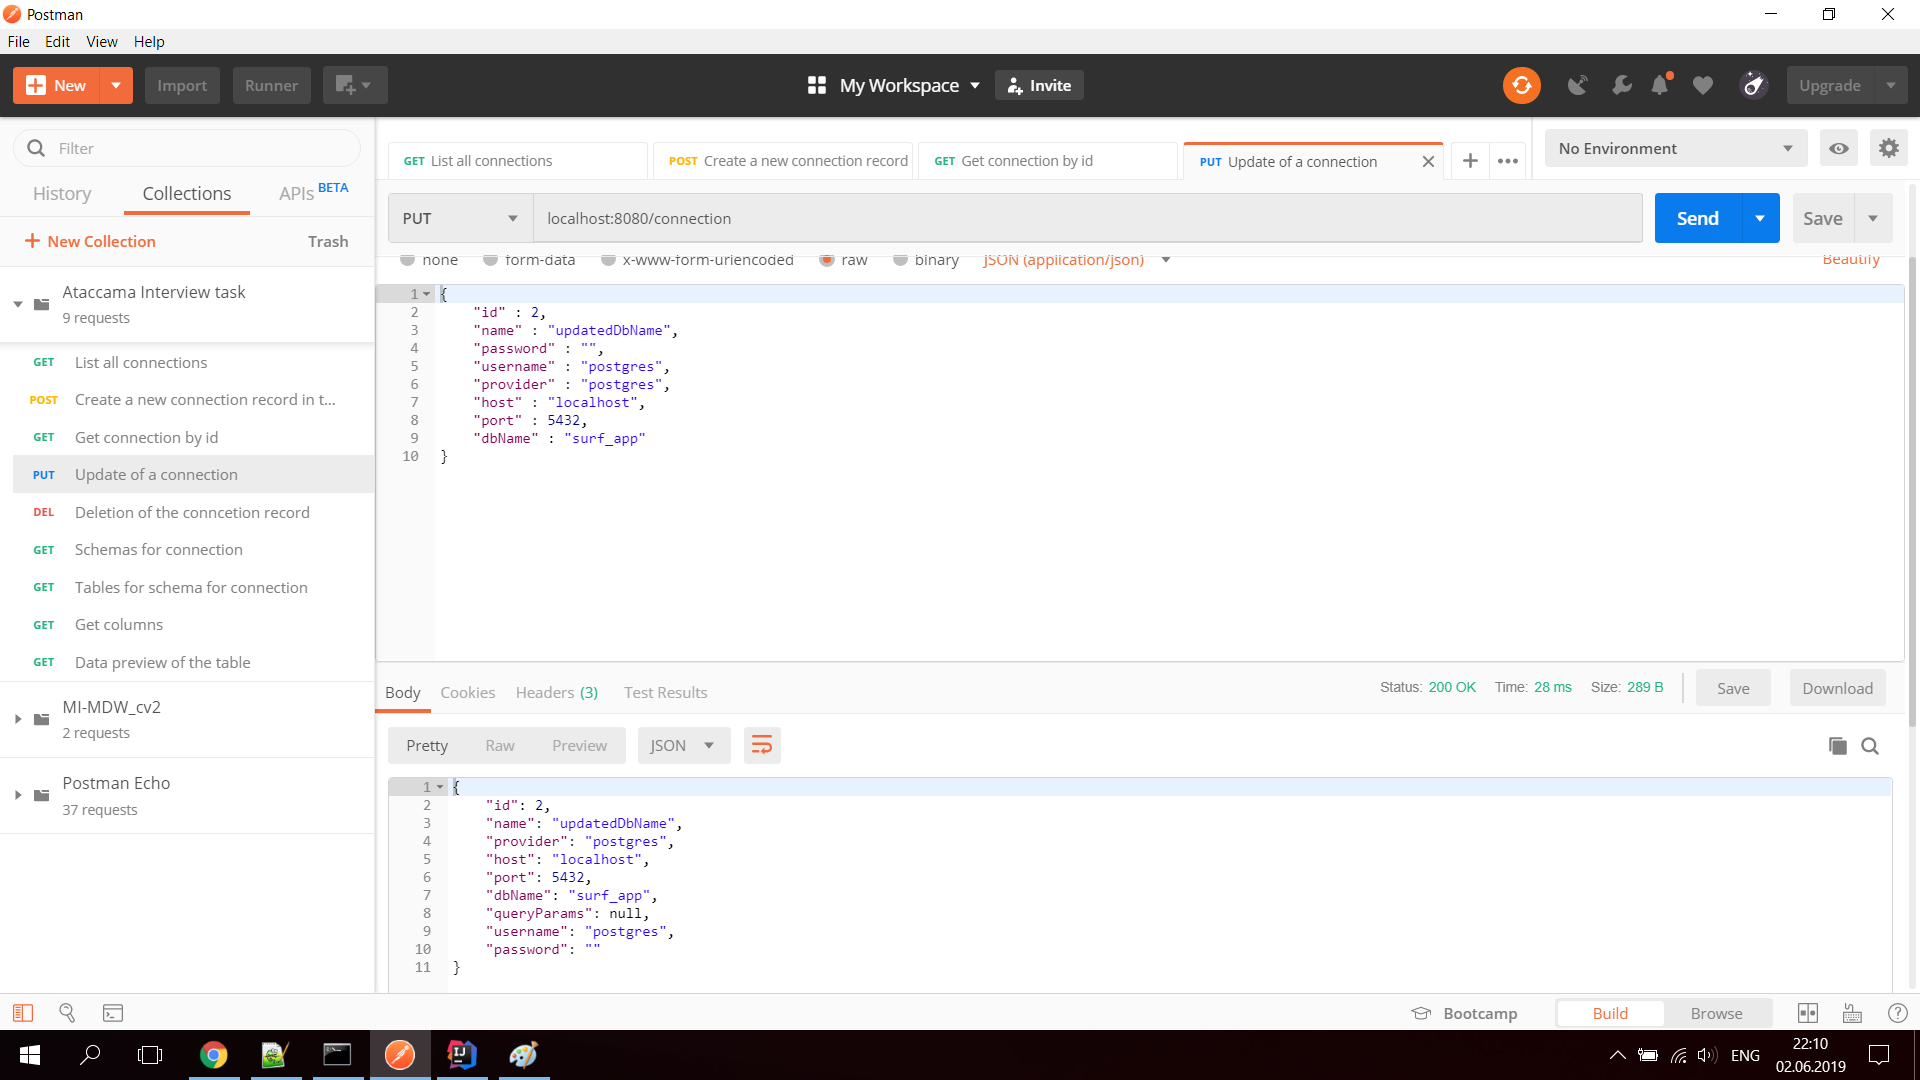 Postman
File Edit View Help
New Import Runner My Workspace Invite Upgrade
Filter
History Collections APIs BETA
New Collection Trash
Ataccama Interview task
9 requests
GET List all connections
POST Create a new connection record in t...
GET Get connection by id
PUT Update of a connection
DEL Deletion of the conncetion record
GET Schemas for connection
GET Tables for schema for connection
GET Get columns
GET Data preview of the table
MI-MDW_cv2
2 requests
Postman Echo
37 requests
GET List all connections
POST Create a new connection record
GET Get connection by id
PUT Update of a connection
No Environment
PUT localhost:8080/connection Send Save
none form-data x-www-form-urlencoded raw binary JSON (application/json) Beautify
1 {
2 "id" : 2,
3 "name" : "updatedDbName",
4 "password" : "",
5 "username" : "postgres",
6 "provider" : "postgres",
7 "host" : "localhost",
8 "port" : 5432,
9 "dbName" : "surf_app"
10 }
Body Cookies Headers (3) Test Results Status: 200 OK Time: 28 ms Size: 289 B Save Download
Pretty Raw Preview JSON
1 {
2 "id": 2,
3 "name": "updatedDbName",
4 "provider": "postgres",
5 "host": "localhost",
6 "port": 5432,
7 "dbName": "surf_app",
8 "queryParams": null,
9 "username": "postgres",
10 "password": ""
11 }
Bootcamp Build Browse
ENG
22:10
02.06.2019